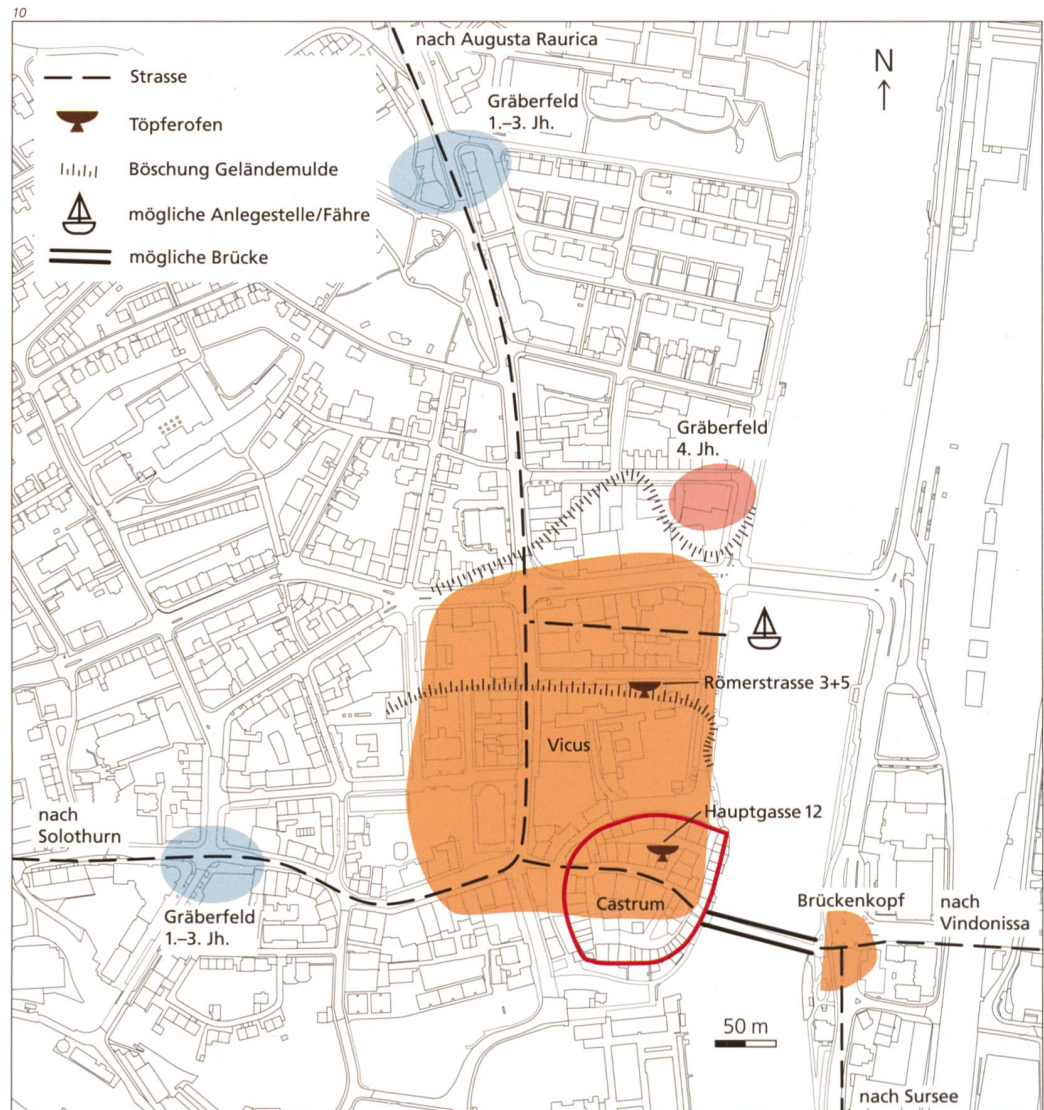 10
Strasse
Töpferofen
Böschung Geländemulde
mögliche Anlegestelle/Fähre
mögliche Brücke
nach Augusta Raurica
N
Gräberfeld
1.–3. Jh.
Gräberfeld
4. Jh.
Römerstrasse 3+5
Vicus
nach
Solothurn
Hauptgasse 12
Castrum
Brückenkopf
nach
Vindonissa
Gräberfeld
1.–3. Jh.
50 m
nach Sursee